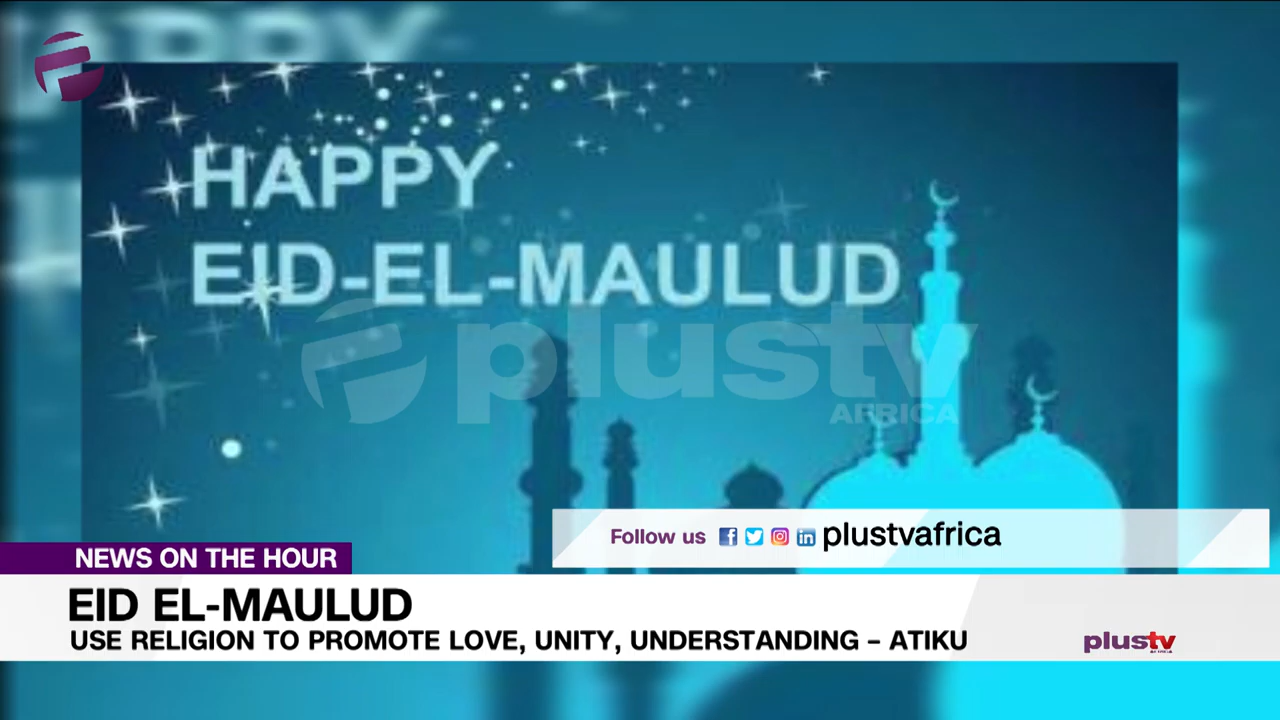 HAPPY
HAPPY
EID-EL-MAULUD
plustv
AFRICA
Follow us plustvafrica
NEWS ON THE HOUR
EID EL-MAULUD
USE RELIGION TO PROMOTE LOVE, UNITY, UNDERSTANDING – ATIKU
plustv